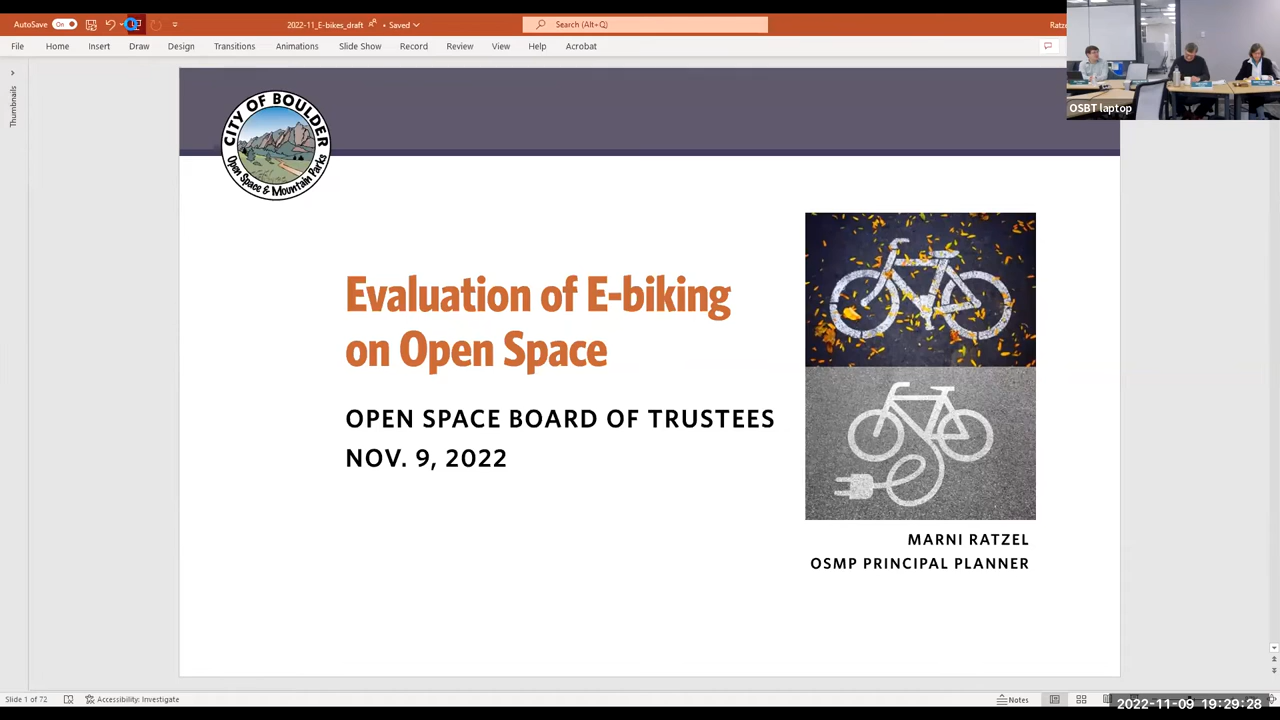 AutoSave
On
2022-11_E-bikes_draft
• Saved
Search (Alt+Q)
Ratze
File
Home
Insert
Draw
Design
Transitions
Animations
Slide Show
Record
Review
View
Help
Acrobat
OSBT laptop
Thumbnails
CITY OF BOULDER
Open Space & Mountain Parks
Evaluation of E-biking
on Open Space
OPEN SPACE BOARD OF TRUSTEES
NOV. 9, 2022
MARNI RATZEL
OSMP PRINCIPAL PLANNER
Slide 1 of 72
Accessibility: Investigate
Notes
2022-11-09 19:29:28